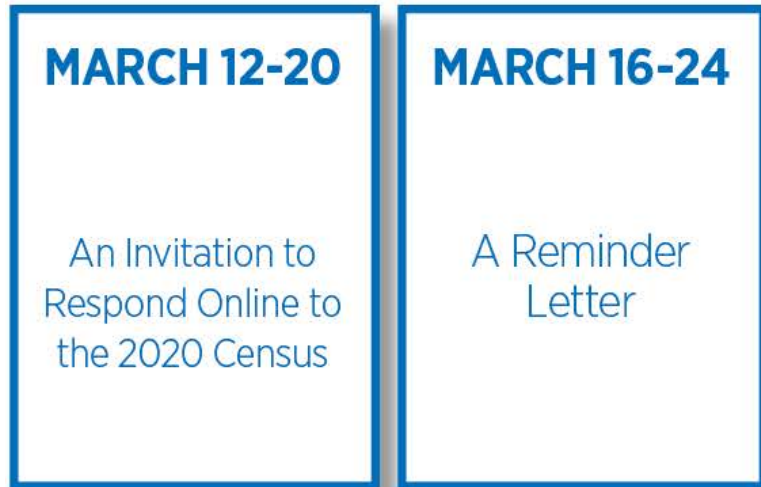 MARCH 12-20
An Invitation to
Respond Online to
the 2020 Census
MARCH 16-24
A Reminder
Letter